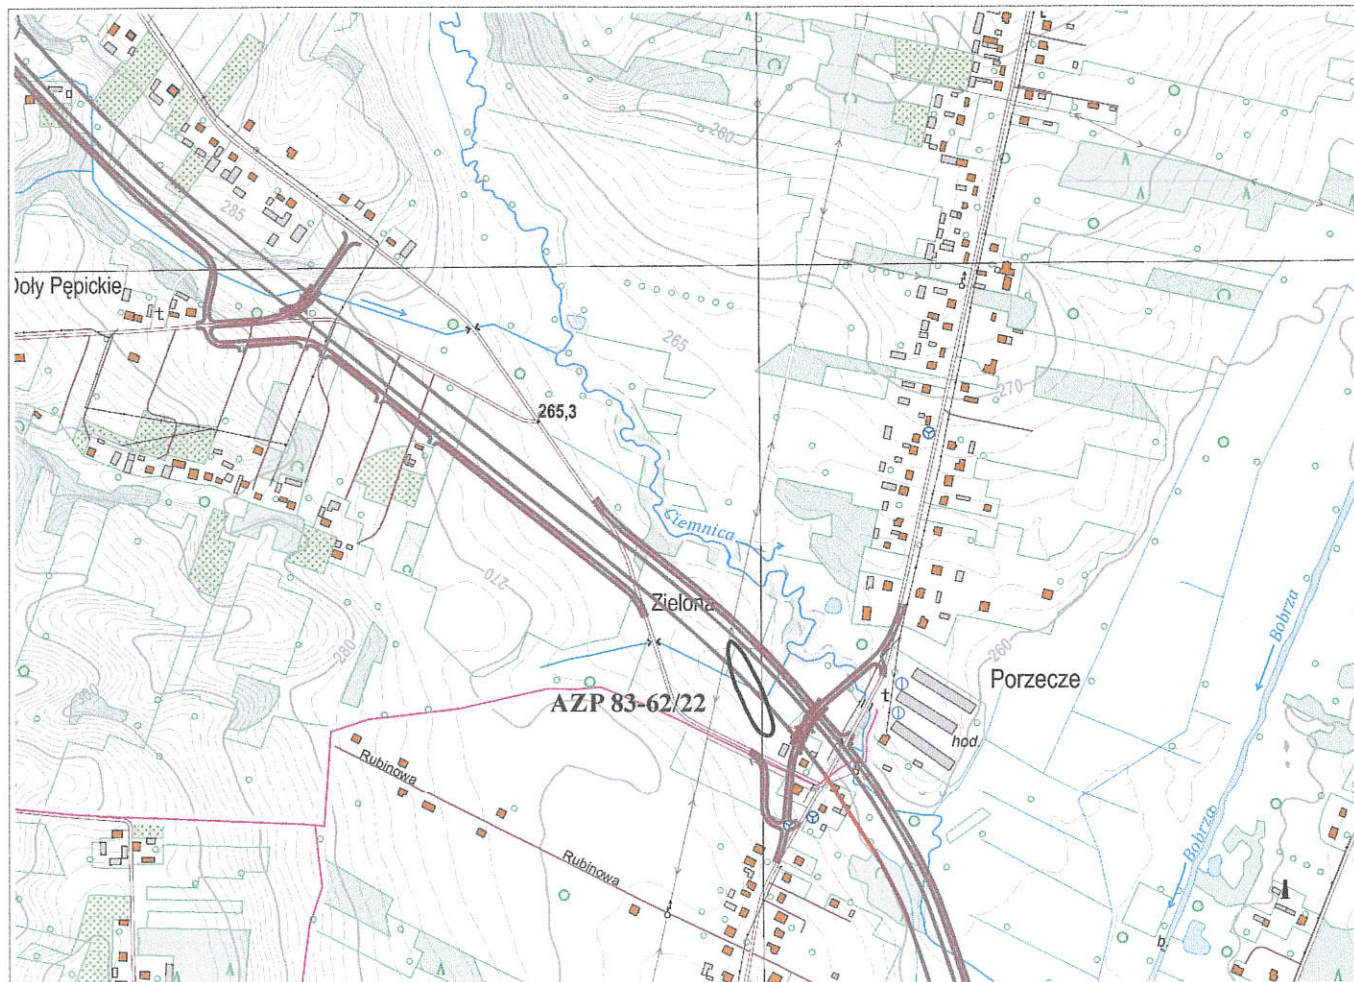 t
280
285
Doły Pępickie
t
265
270
265,3
Ciemnica
270
Zielona
280
260
Bobrza
Porzecze
t
AZP 83-62/22
hod.
Rubinowa
Rubinowa
Bobrza
b.